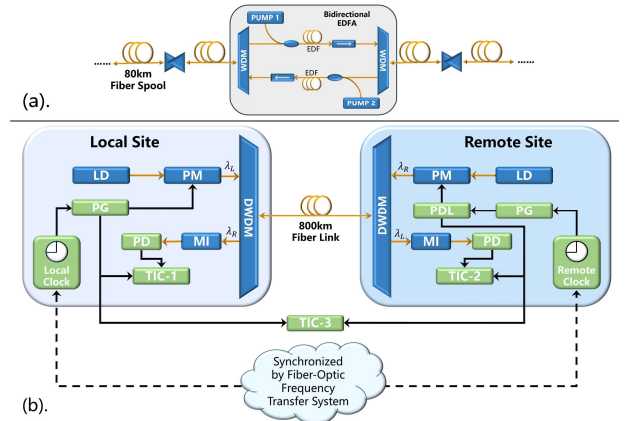 PUMP 1
Bidirectional
EDFA
EDF
WDM
WDM
EDF
PUMP 2
......
80km
Fiber Spool
......
(a).
Local Site
LD
PM
λL
PG
DWDM
PD
MI
λR
Local
Clock
TIC-1
800km
Fiber Link
Remote Site
DWDM
λR
PM
LD
PDL
PG
λL
MI
PD
TIC-2
Remote
Clock
TIC-3
Synchronized
by Fiber-Optic
Frequency
Transfer System
(b).